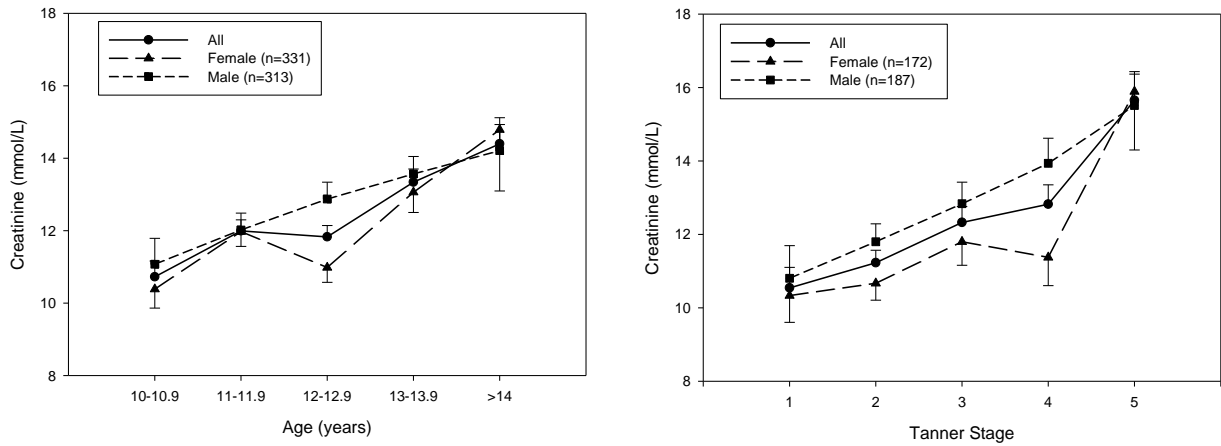 18
16
14
12
10
8
Creatinine (mmol/L)
All
Female (n=331)
Male (n=313)
10-10.9
11-11.9
12-12.9
13-13.9
>14
Age (years)
18
16
14
12
10
8
Creatinine (mmol/L)
All
Female (n=172)
Male (n=187)
1
2
3
4
5
Tanner Stage